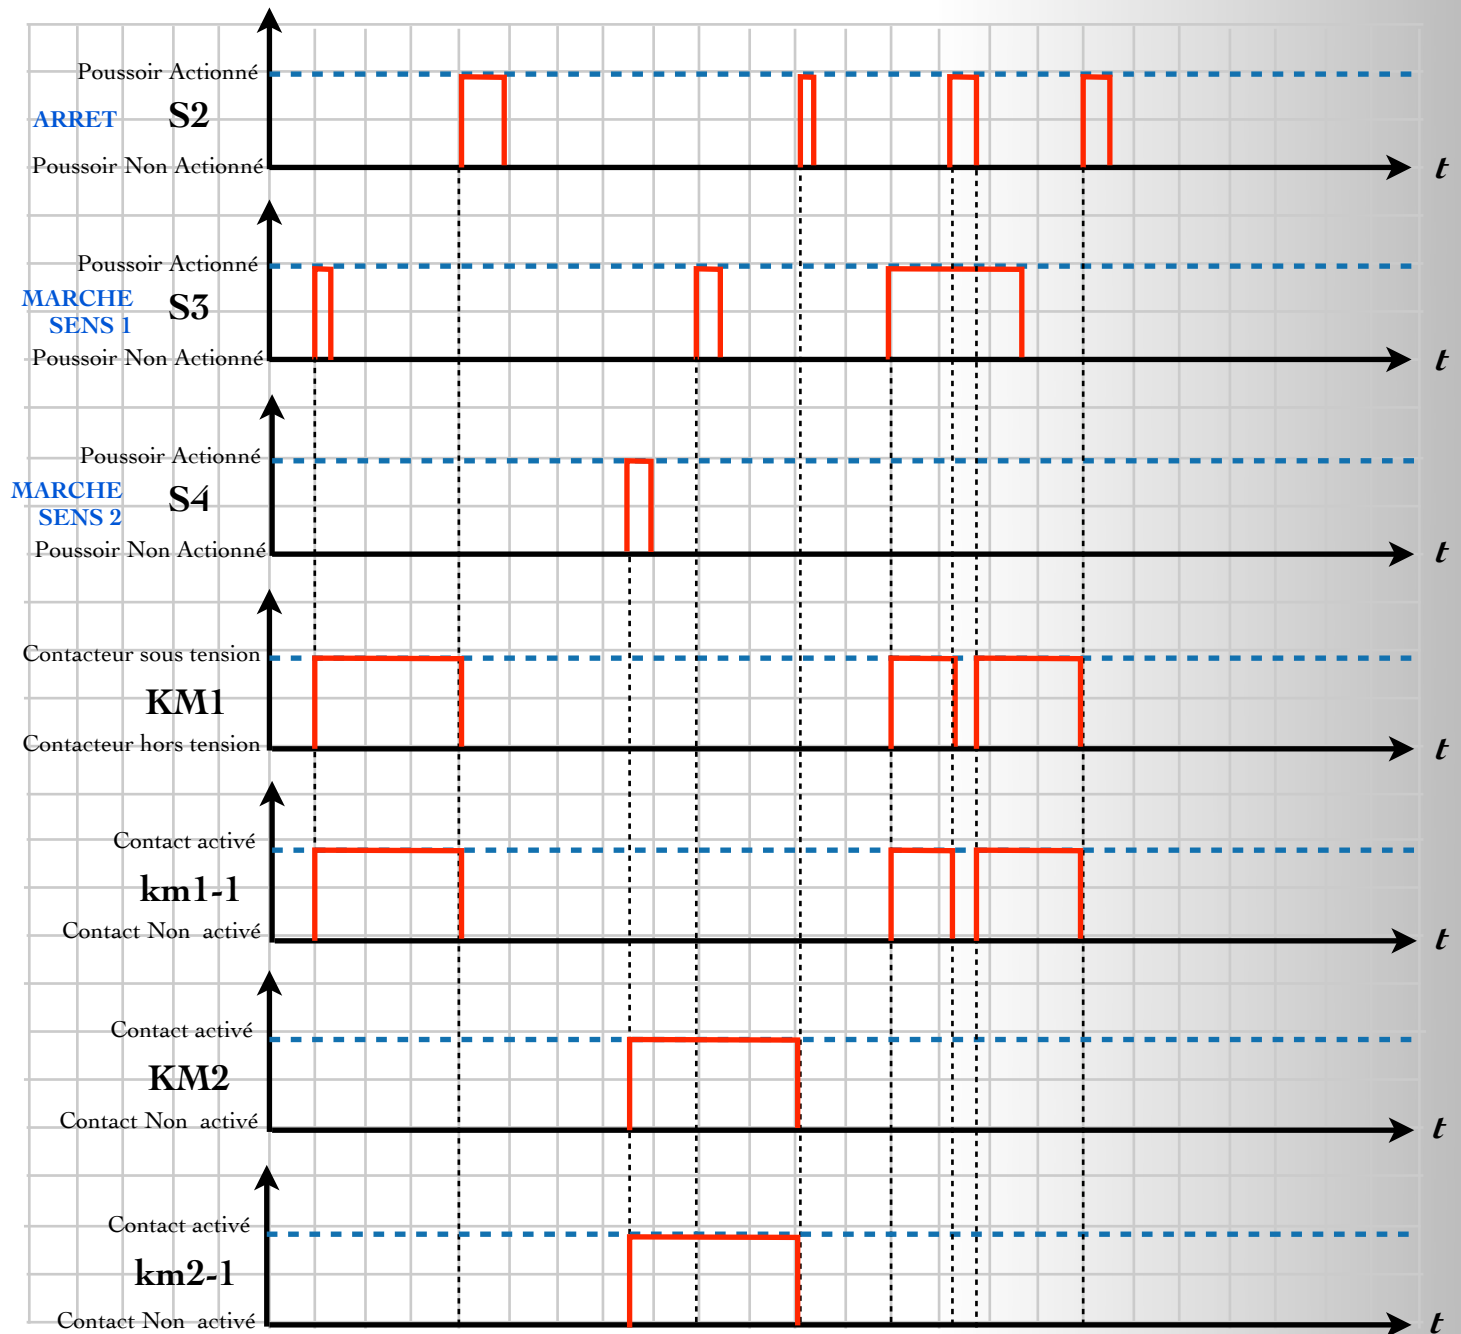 Poussoir Actionné
ARRET S2
Poussoir Non Actionné
t
Poussoir Actionné
MARCHE
SENS 1
S3
Poussoir Non Actionné
t
Poussoir Actionné
MARCHE
SENS 2
S4
Poussoir Non Actionné
t
Contacteur sous tension
KM1
Contacteur hors tension
t
Contact activé
km1-1
Contact Non activé
t
Contact activé
KM2
Contact Non activé
t
Contact activé
km2-1
Contact Non activé
t